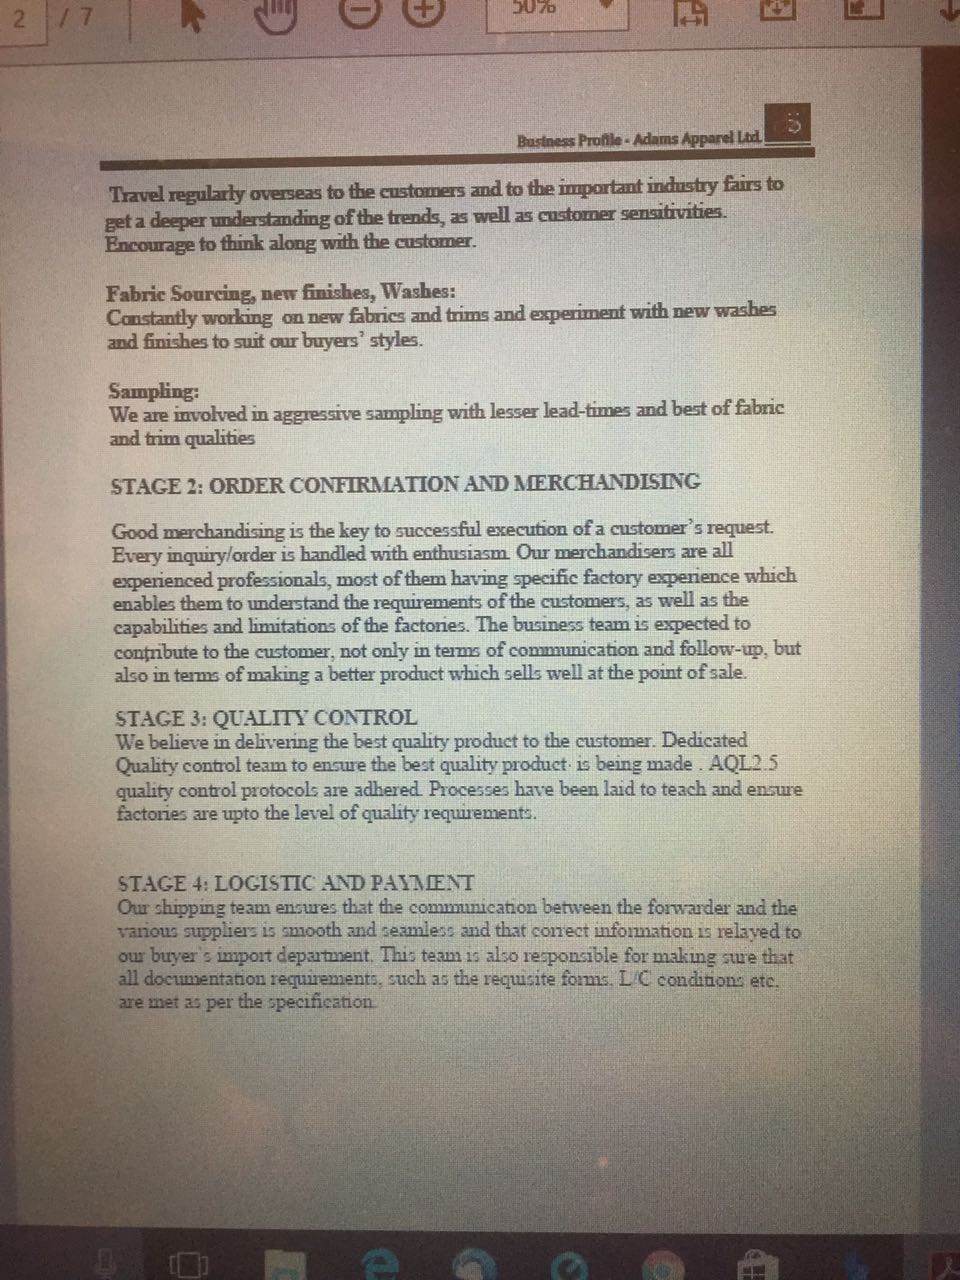 2 / 7
50%
Business Profile - Adams Apparel Ltd.
Travel regularly overseas to the customers and to the important industry fairs to
get a deeper understanding of the trends, as well as customer sensitivities.
Encourage to think along with the customer.
Fabric Sourcing, new finishes, Washes:
Constantly working on new fabrics and trims and experiment with new washes
and finishes to suit our buyers' styles.
Sampling:
We are involved in aggressive sampling with lesser lead-times and best of fabric
and trim qualities
STAGE 2: ORDER CONFIRMATION AND MERCHANDISING
Good merchandising is the key to successful execution of a customer's request.
Every inquiry/order is handled with enthusiasm. Our merchandisers are all
experienced professionals, most of them having specific factory experience which
enables them to understand the requirements of the customers, as well as the
capabilities and limitations of the factories. The business team is expected to
contribute to the customer, not only in terms of communication and follow-up, but
also in terms of making a better product which sells well at the point of sale.
STAGE 3: QUALITY CONTROL
We believe in delivering the best quality product to the customer. Dedicated
Quality control team to ensure the best quality product is being made . AQL2.5
quality control protocols are adhered. Processes have been laid to teach and ensure
factories are upto the level of quality requirements.
STAGE 4: LOGISTIC AND PAYMENT
Our shipping team ensures that the communication between the forwarder and the
various suppliers is smooth and seamless and that correct information is relayed to
our buyer's import department. This team is also responsible for making sure that
all documentation requirements, such as the requisite forms, L/C conditions etc.
are met as per the specification.